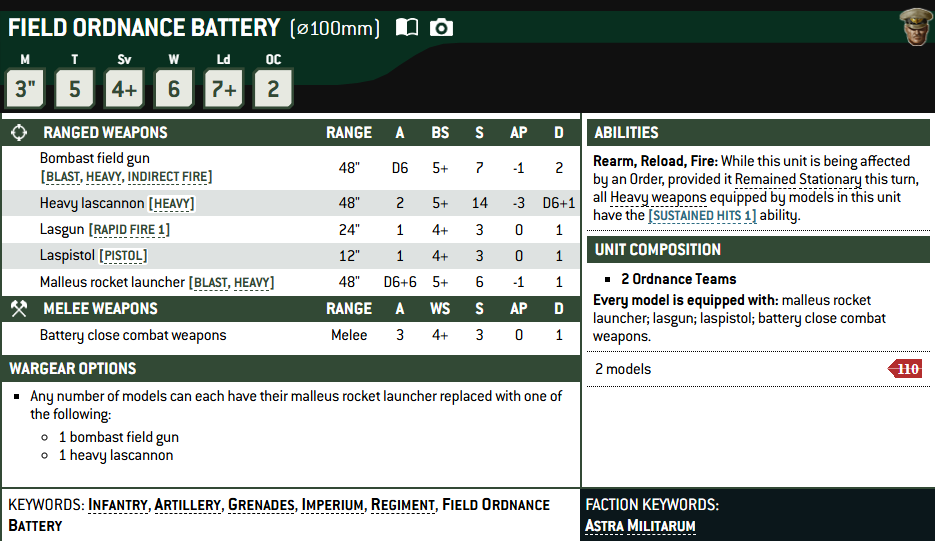 FIELD ORDNANCE BATTERY (⌀100mm)
M T Sv W Ld OC
3" 5 4+ 6 7+ 2
RANGED WEAPONS RANGE A BS S AP D
Bombast field gun
[BLAST, HEAVY, INDIRECT FIRE] 48" D6 5+ 7 -1 2
Heavy lascannon [HEAVY] 48" 2 5+ 14 -3 D6+1
Lasgun [RAPID FIRE 1] 24" 1 4+ 3 0 1
Laspistol [PISTOL] 12" 1 4+ 3 0 1
Malleus rocket launcher [BLAST, HEAVY] 48" D6+6 5+ 6 -1 1
MELEE WEAPONS RANGE A WS S AP D
Battery close combat weapons Melee 3 4+ 3 0 1
WARGEAR OPTIONS
▪ Any number of models can each have their malleus rocket launcher replaced with one of
the following:
○ 1 bombast field gun
○ 1 heavy lascannon
ABILITIES
Rearm, Reload, Fire: While this unit is being affected
by an Order, provided it Remained Stationary this turn,
all Heavy weapons equipped by models in this unit
have the [SUSTAINED HITS 1] ability.
UNIT COMPOSITION
▪ 2 Ordnance Teams
Every model is equipped with: malleus rocket
launcher; lasgun; laspistol; battery close combat
weapons.
2 models 110
KEYWORDS: INFANTRY, ARTILLERY, GRENADES, IMPERIUM, REGIMENT, FIELD ORDNANCE
BATTERY
FACTION KEYWORDS:
ASTRA MILITARUM